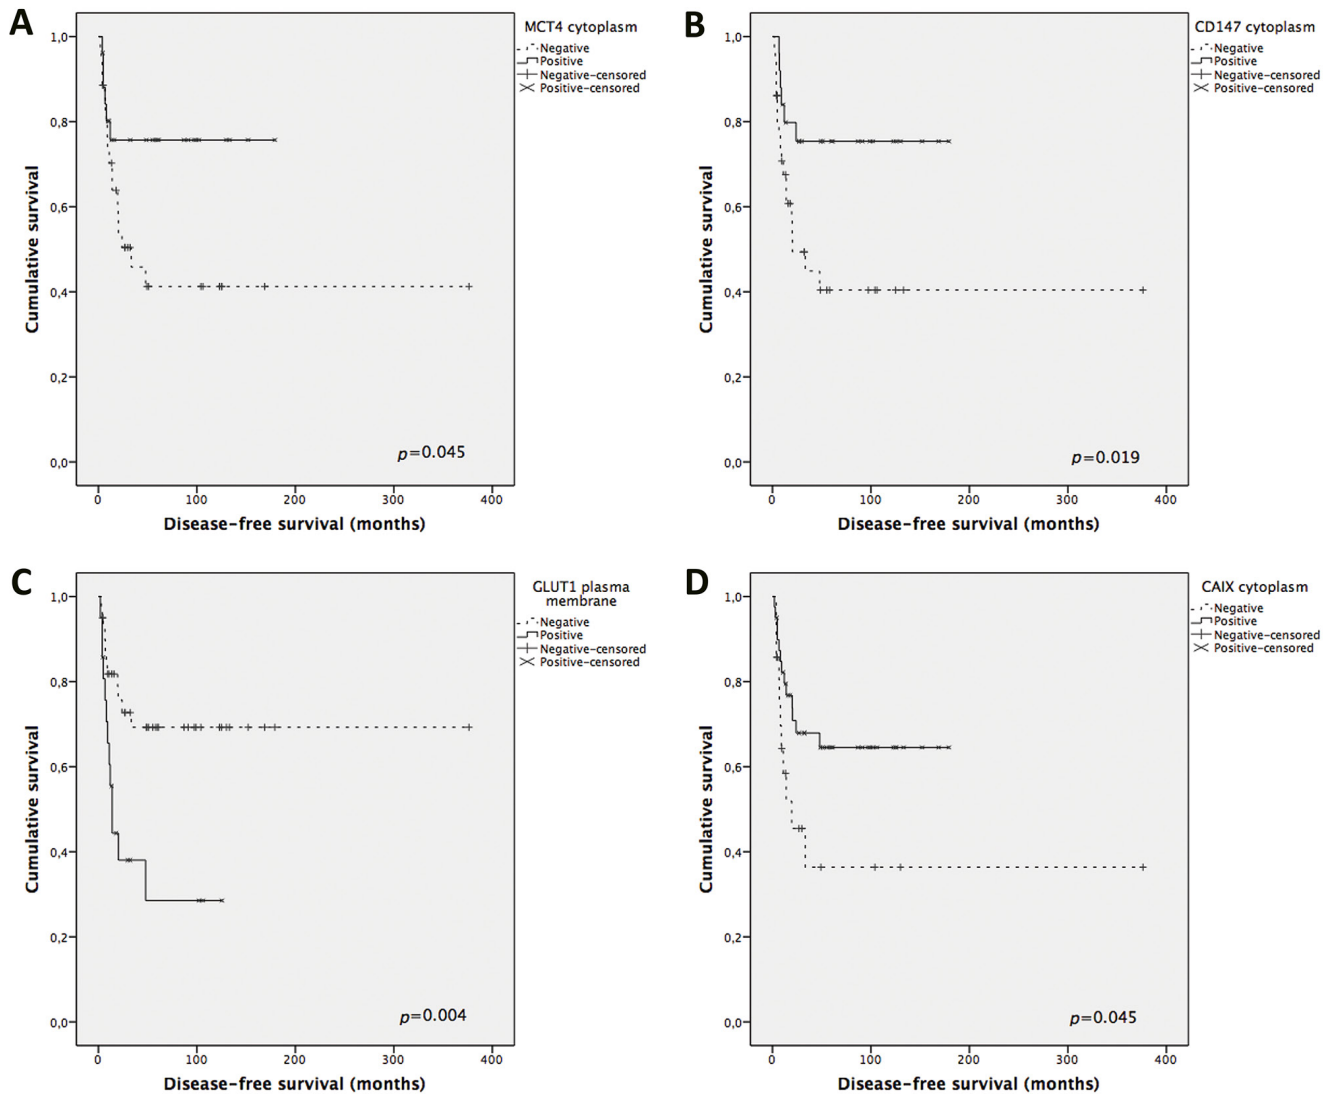 A
MCT4 cytoplasm
Negative
Positive
Negative-censored
Positive-censored
1,0
0,8
0,6
0,4
0,2
0,0
Cumulative survival
p=0.045
0 100 200 300 400
Disease-free survival (months)
B
CD147 cytoplasm
Negative
Positive
Negative-censored
Positive-censored
1,0
0,8
0,6
0,4
0,2
0,0
Cumulative survival
p=0.019
0 100 200 300 400
Disease-free survival (months)
C
GLUT1 plasma
membrane
Negative
Positive
Negative-censored
Positive-censored
1,0
0,8
0,6
0,4
0,2
0,0
Cumulative survival
p=0.004
0 100 200 300 400
Disease-free survival (months)
D
CAIX cytoplasm
Negative
Positive
Negative-censored
Positive-censored
1,0
0,8
0,6
0,4
0,2
0,0
Cumulative survival
p=0.045
0 100 200 300 400
Disease-free survival (months)